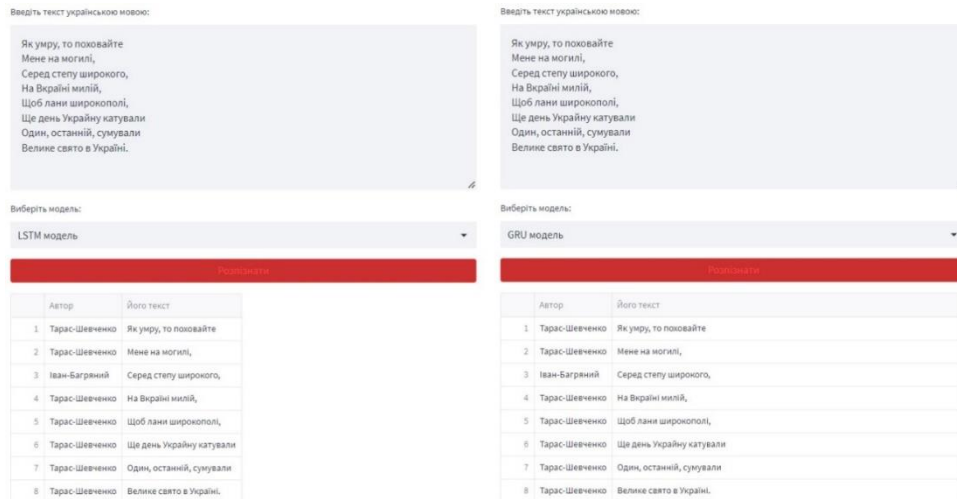 Введіть текст українською мовою:
Як умру, то поховайте
Мене на могилі,
Серед степу широкого,
На Вкраїні милій,
Щоб лани широкополі,
Ще день Украйну катували
Один, останній, сумували
Велике свято в Україні.
Виберіть модель:
LSTM модель
Розпізнати
Автор Його текст
1 Тарас-Шевченко Як умру, то поховайте
2 Тарас-Шевченко Мене на могилі,
3 Іван-Багряний Серед степу широкого,
4 Тарас-Шевченко На Вкраїні милій,
5 Тарас-Шевченко Щоб лани широкополі,
6 Тарас-Шевченко Ще день Украйну катували
7 Тарас-Шевченко Один, останній, сумували
8 Тарас-Шевченко Велике свято в Україні.
Введіть текст українською мовою:
Як умру, то поховайте
Мене на могилі,
Серед степу широкого,
На Вкраїні милій,
Щоб лани широкополі,
Ще день Украйну катували
Один, останній, сумували
Велике свято в Україні.
Виберіть модель:
GRU модель
Розпізнати
Автор Його текст
1 Тарас-Шевченко Як умру, то поховайте
2 Тарас-Шевченко Мене на могилі,
3 Іван-Багряний Серед степу широкого,
4 Тарас-Шевченко На Вкраїні милій,
5 Тарас-Шевченко Щоб лани широкополі,
6 Тарас-Шевченко Ще день Украйну катували
7 Тарас-Шевченко Один, останній, сумували
8 Тарас-Шевченко Велике свято в Україні.